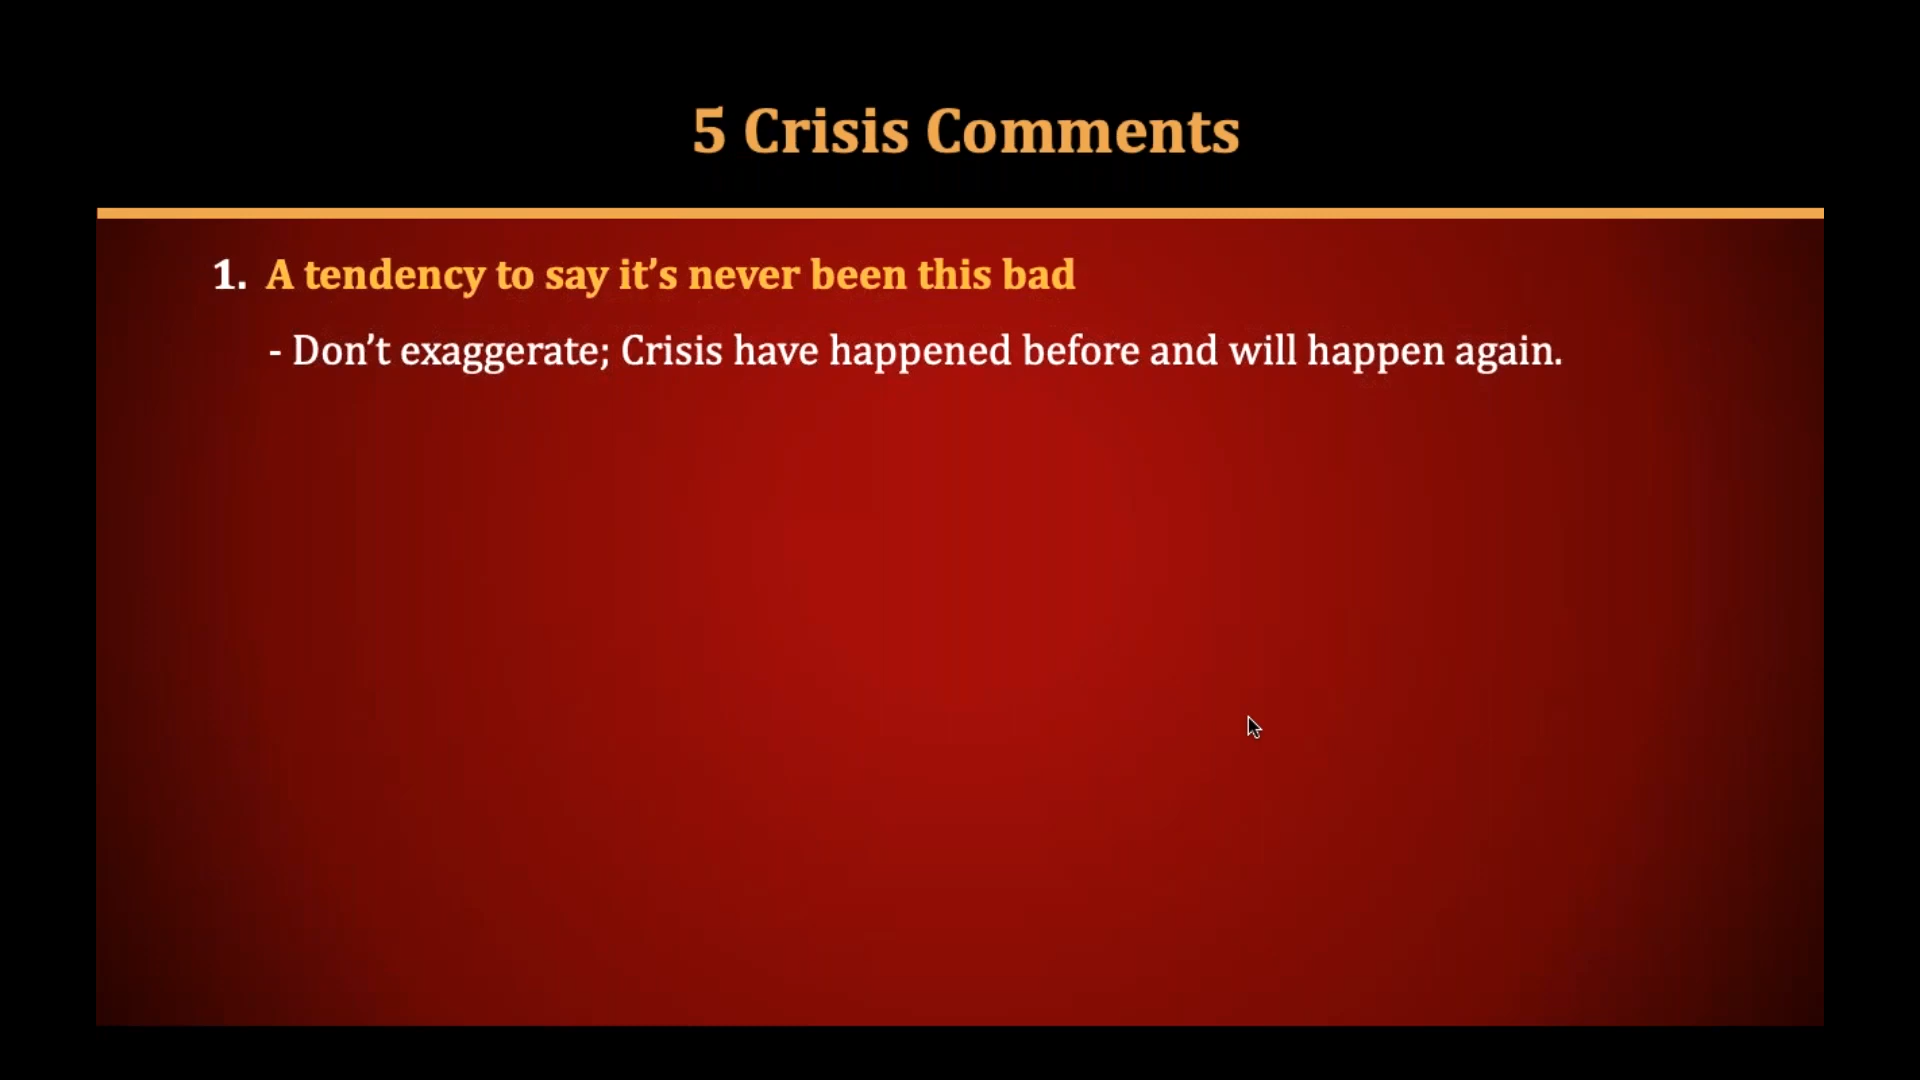 5 Crisis Comments
1. A tendency to say it’s never been this bad
- Don’t exaggerate; Crisis have happened before and will happen again.